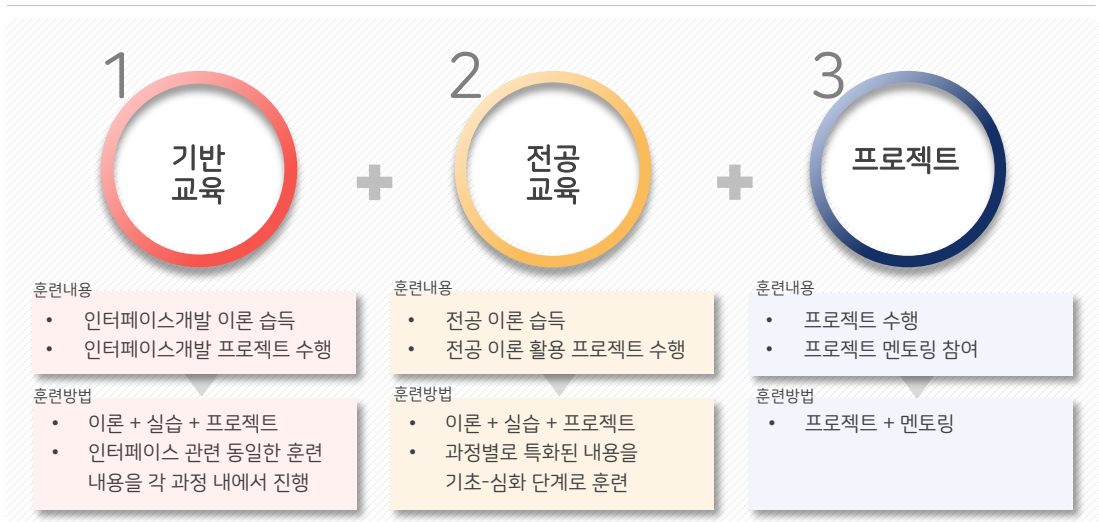 1
기반
교육
훈련내용
• 인터페이스개발 이론 습득
• 인터페이스개발 프로젝트 수행
훈련방법
• 이론 + 실습 + 프로젝트
• 인터페이스 관련 동일한 훈련
내용을 각 과정 내에서 진행
2
전공
교육
훈련내용
• 전공 이론 습득
• 전공 이론 활용 프로젝트 수행
훈련방법
• 이론 + 실습 + 프로젝트
• 과정별로 특화된 내용을
기초-심화 단계로 훈련
3
프로젝트
훈련내용
• 프로젝트 수행
• 프로젝트 멘토링 참여
훈련방법
• 프로젝트 + 멘토링